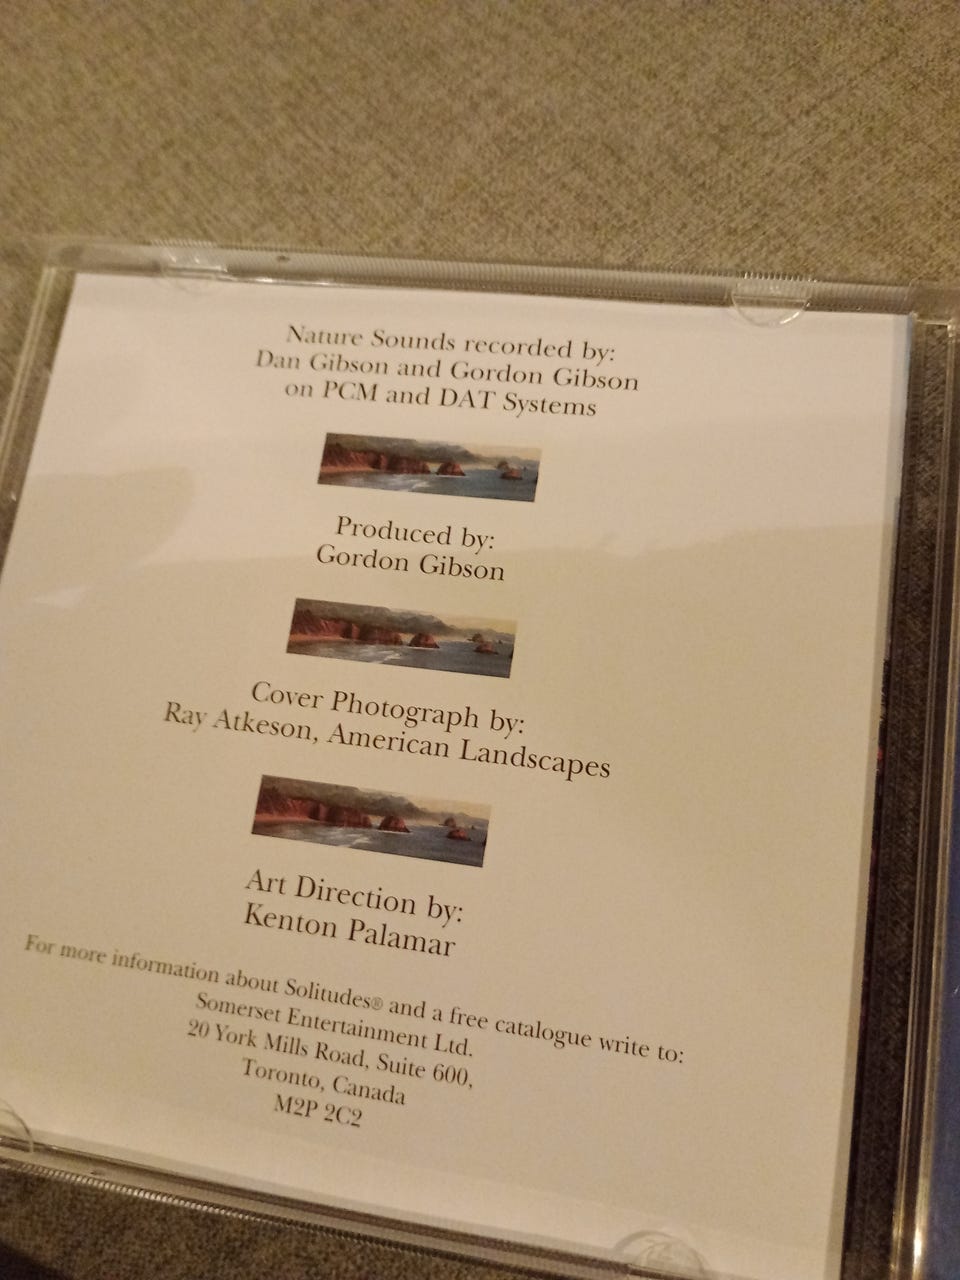 Nature Sounds recorded by:
Dan Gibson and Gordon Gibson
on PCM and DAT Systems
Produced by:
Gordon Gibson
Cover Photograph by:
Ray Atkeson, American Landscapes
Art Direction by:
Kenton Palamar
For more information about Solitudes® and a free catalogue write to:
Somerset Entertainment Ltd.
20 York Mills Road, Suite 600,
Toronto, Canada
M2P 2C2